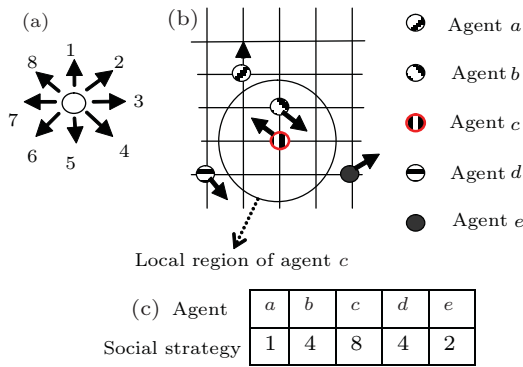 (a)
1
8 2
7 3
6 4
5
(b)
Agent a
Agent b
Agent c
Agent d
Agent e
Local region of agent c
(c) Agent a b c d e
Social strategy 1 4 8 4 2